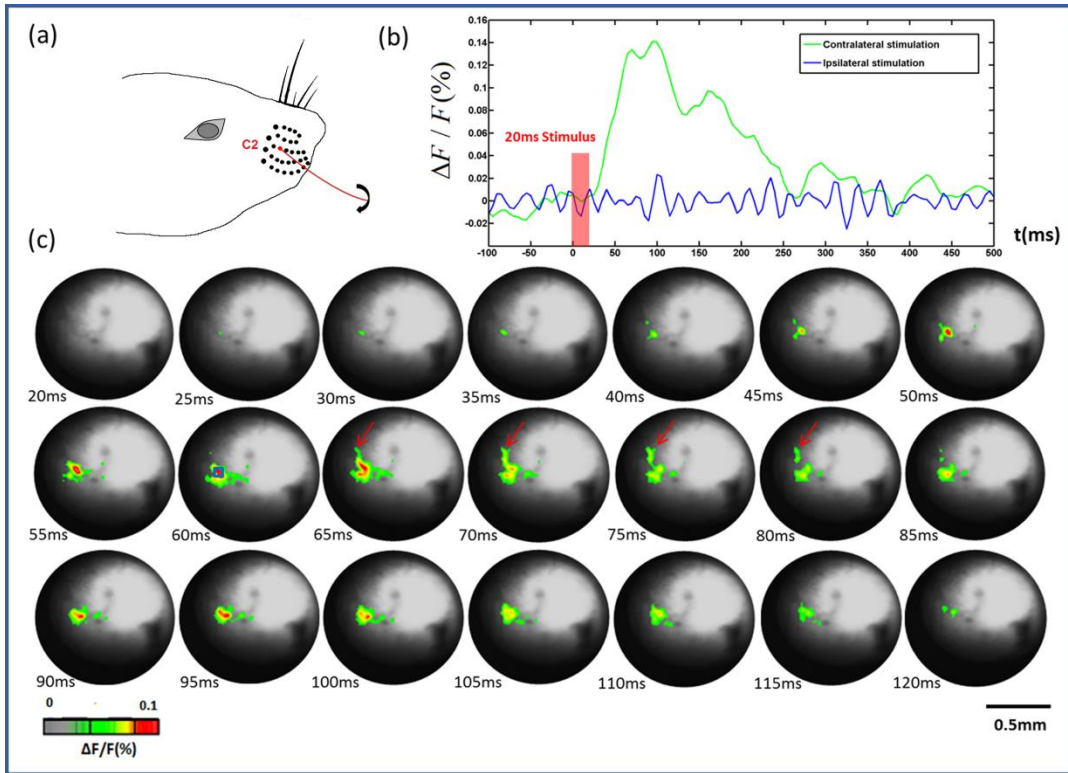 (a)
C2
(b)
ΔF / F(%)
0.16
0.14
0.12
0.1
0.08
0.06
0.04
0.02
0
-0.02
20ms Stimulus
Contralateral stimulation
Ipsilateral stimulation
-100 -50 0 50 100 150 200 250 300 350 400 450 500
t(ms)
(c)
20ms 25ms 30ms 35ms 40ms 45ms 50ms
55ms 60ms 65ms 70ms 75ms 80ms 85ms
90ms 95ms 100ms 105ms 110ms 115ms 120ms
0 0.1
ΔF/F(%)
0.5mm